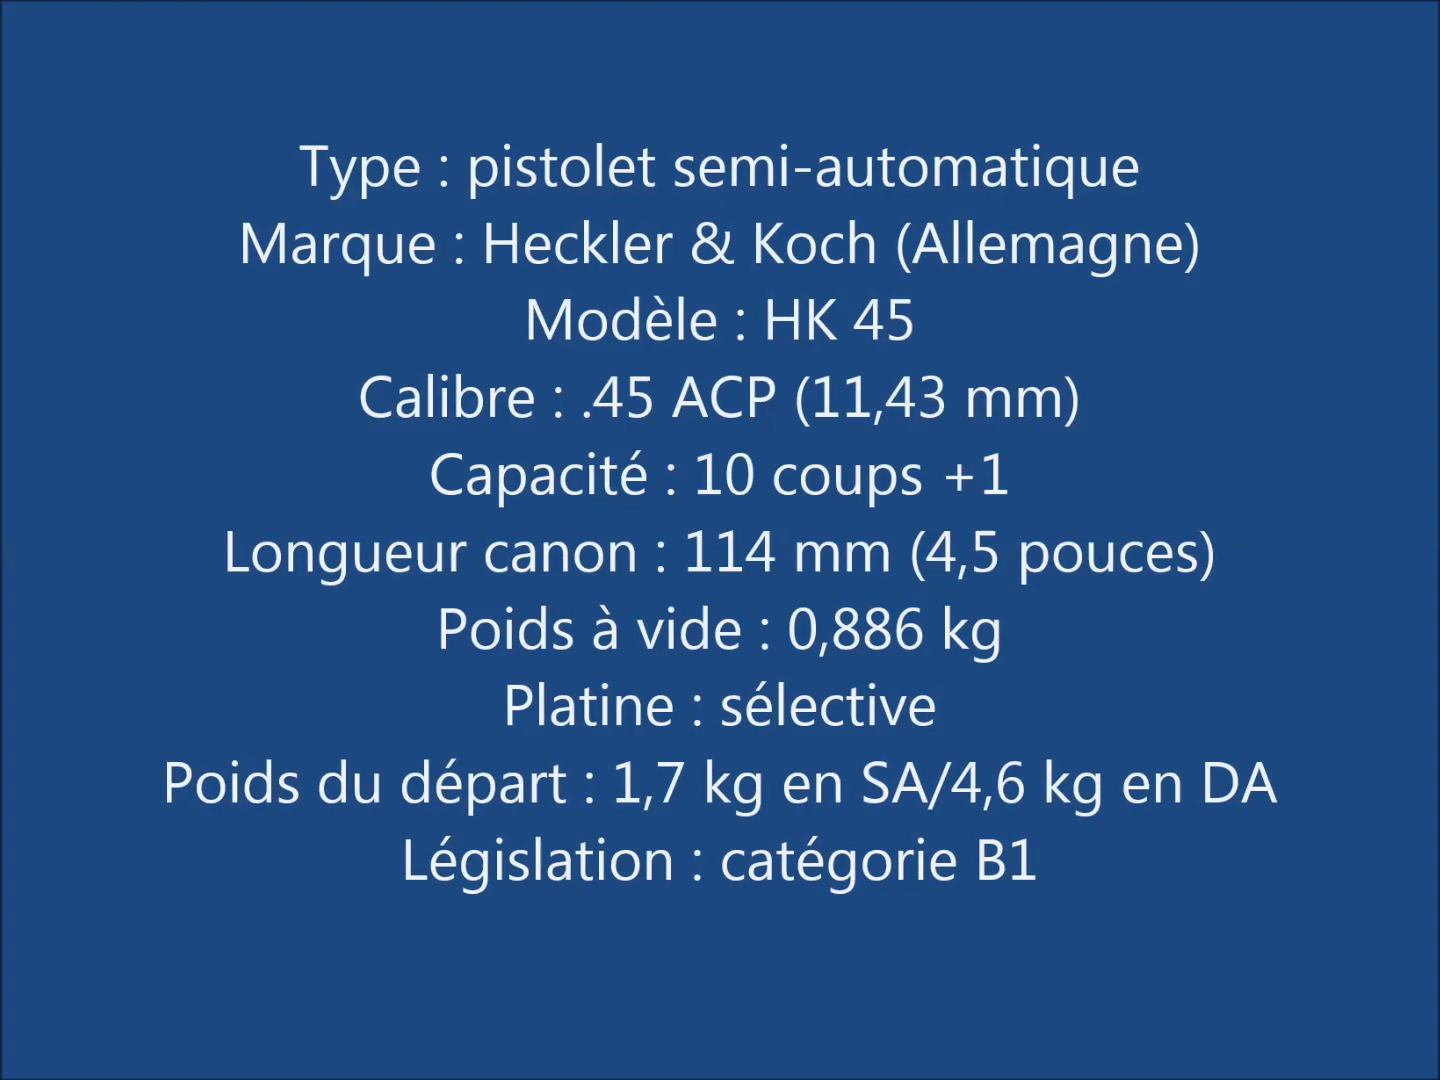 Type : pistolet semi-automatique
Marque : Heckler & Koch (Allemagne)
Modèle : HK 45
Calibre : .45 ACP (11,43 mm)
Capacité : 10 coups +1
Longueur canon : 114 mm (4,5 pouces)
Poids à vide : 0,886 kg
Platine : sélective
Poids du départ : 1,7 kg en SA/4,6 kg en DA
Législation : catégorie B1